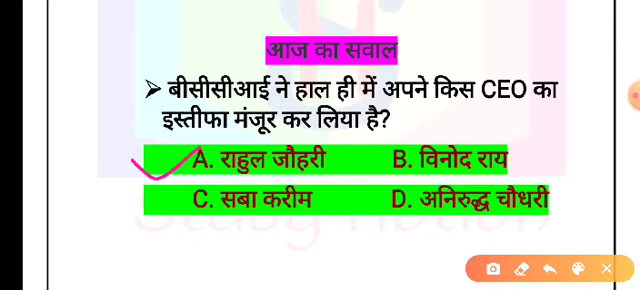 आज का सवाल
➢ बीसीसीआई ने हाल ही में अपने किस CEO का
इस्तीफा मंजूर कर लिया है?
A. राहुल जौहरी B. विनोद राय
C. सबा करीम D. अनिरुद्ध चौधरी